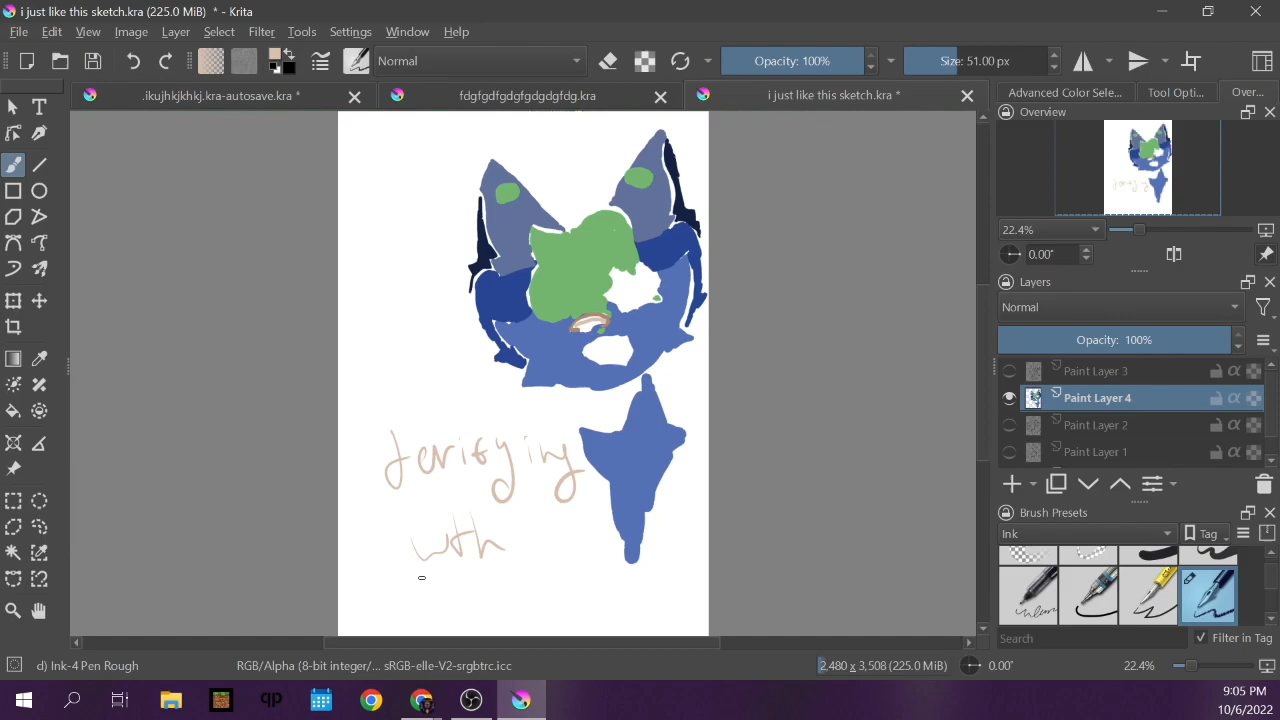 i just like this sketch.kra (225.0 MiB) * - Krita
File Edit View Image Layer Select Filter Tools Settings Window Help
Normal Opacity: 100% Size: 51.00 px
.ikujhkjkhkj.kra-autosave.kra * fdgfgdfgdgfgdgdgfdg.kra i just like this sketch.kra * Advanced Color Sele... Tool Opti... Over...
Overview
22.4%
0.00°
Layers
Normal
Opacity: 100%
Paint Layer 3
Paint Layer 4
Paint Layer 2
Paint Layer 1
terifying
wth
Brush Presets
Ink Tag
Search Filter in Tag
d) Ink-4 Pen Rough RGB/Alpha (8-bit integer/... sRGB-elle-V2-srgbtrc.icc 2,480 x 3,508 (225.0 MiB) 0.00° 22.4%
qp
9:05 PM
10/6/2022